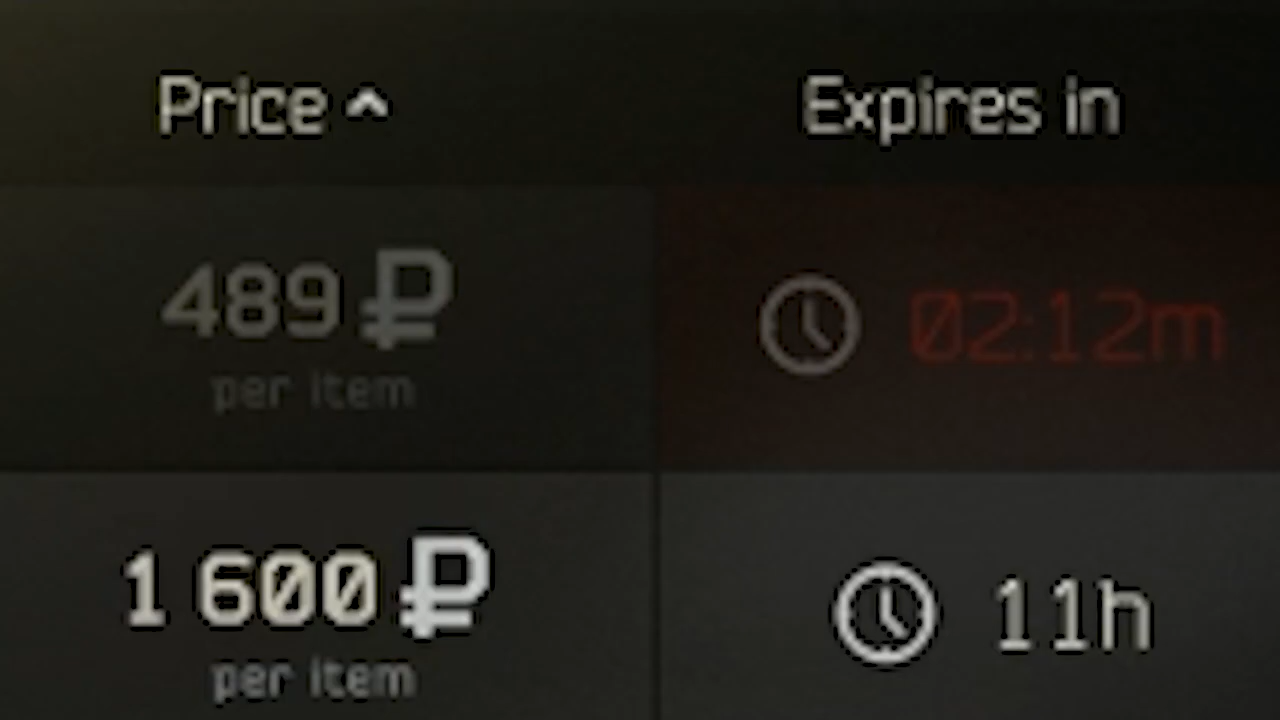 Price ^ Expires in
489 ₽ 02:12m
per item
1 600 ₽ 11h
per item